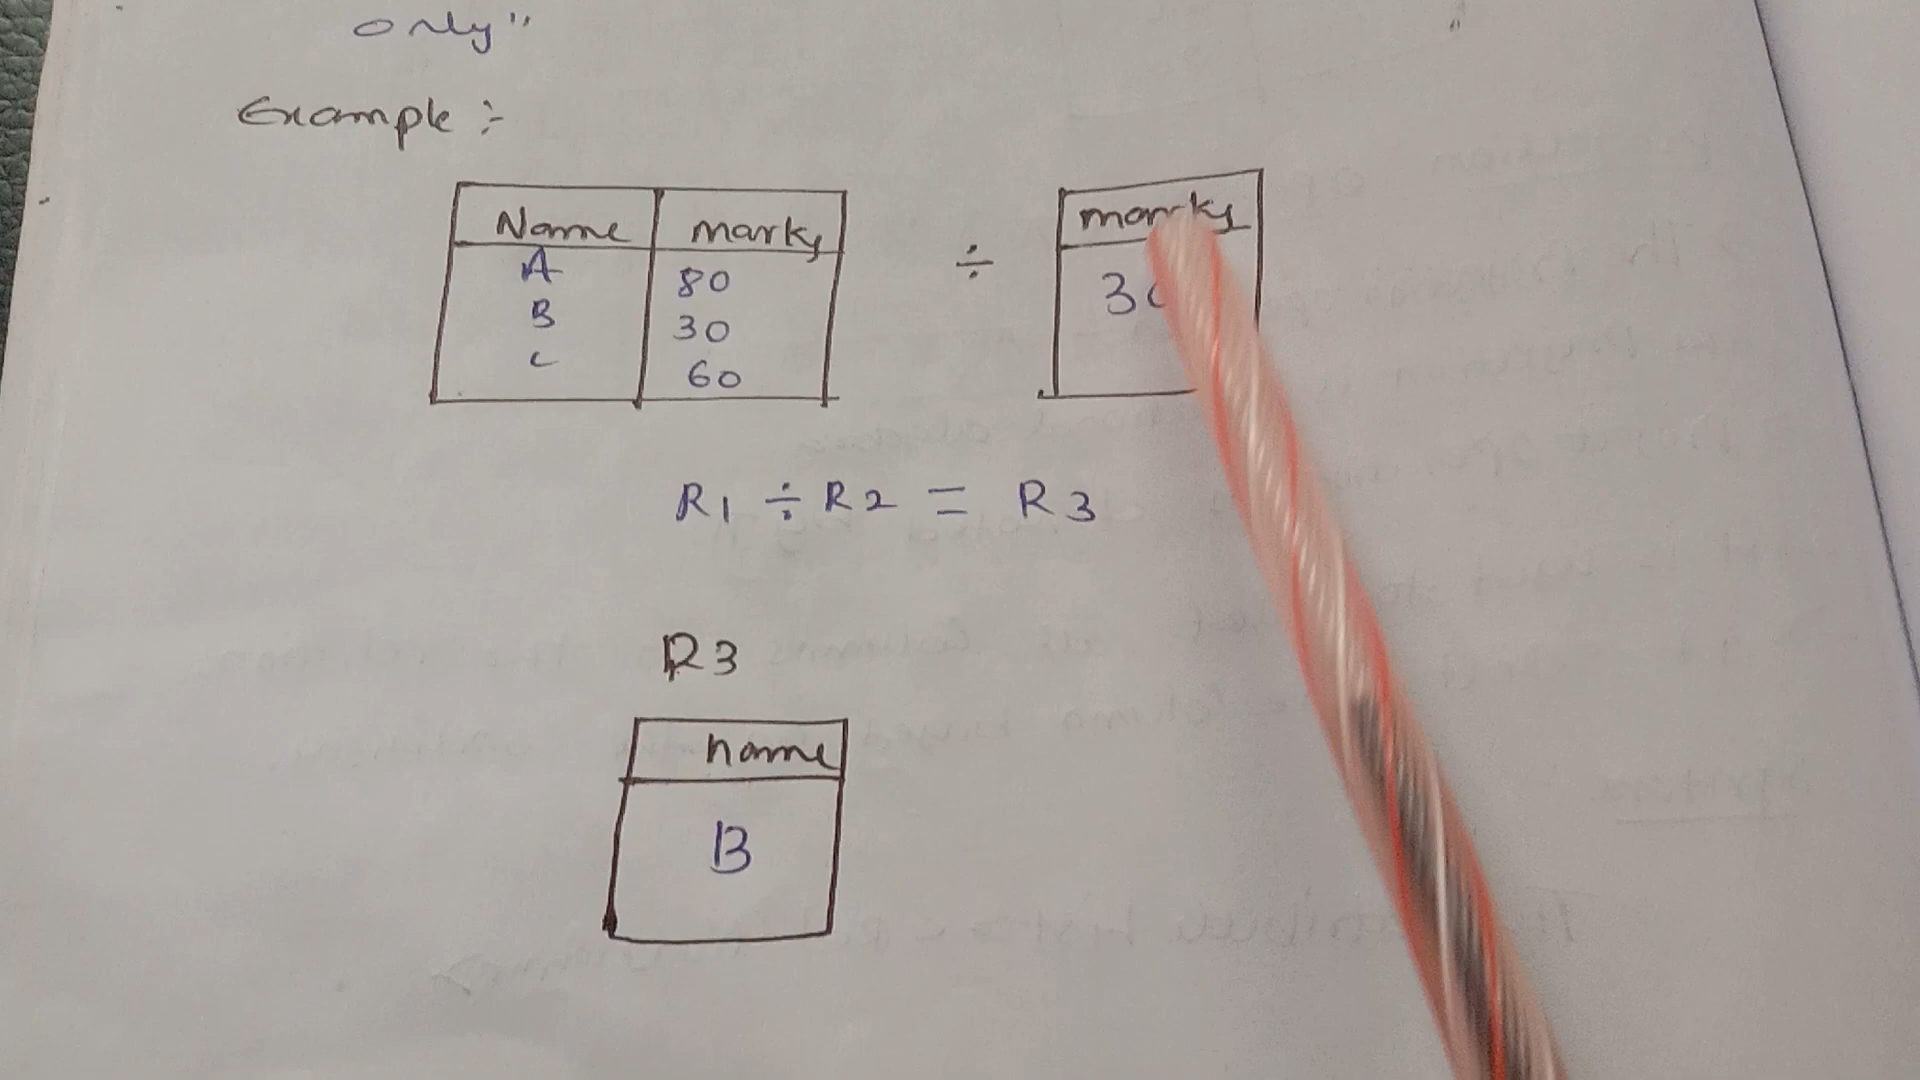 only"
Example :-
Name marks marks
A 80
B 30
C 60
÷
R1 ÷ R2 = R3
R3
name
B